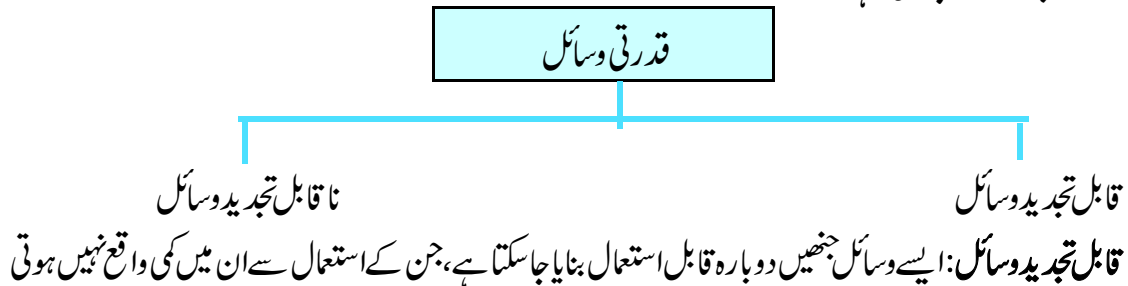 قدرتی وسائل
قابل تجدید وسائل
نا قابل تجدید وسائل
قابل تجدید وسائل: ایسے وسائل جنھیں دوبارہ قابل استعمال بنایا جاسکتا ہے، جن کے استعمال سے ان میں کمی واقع نہیں ہوتی